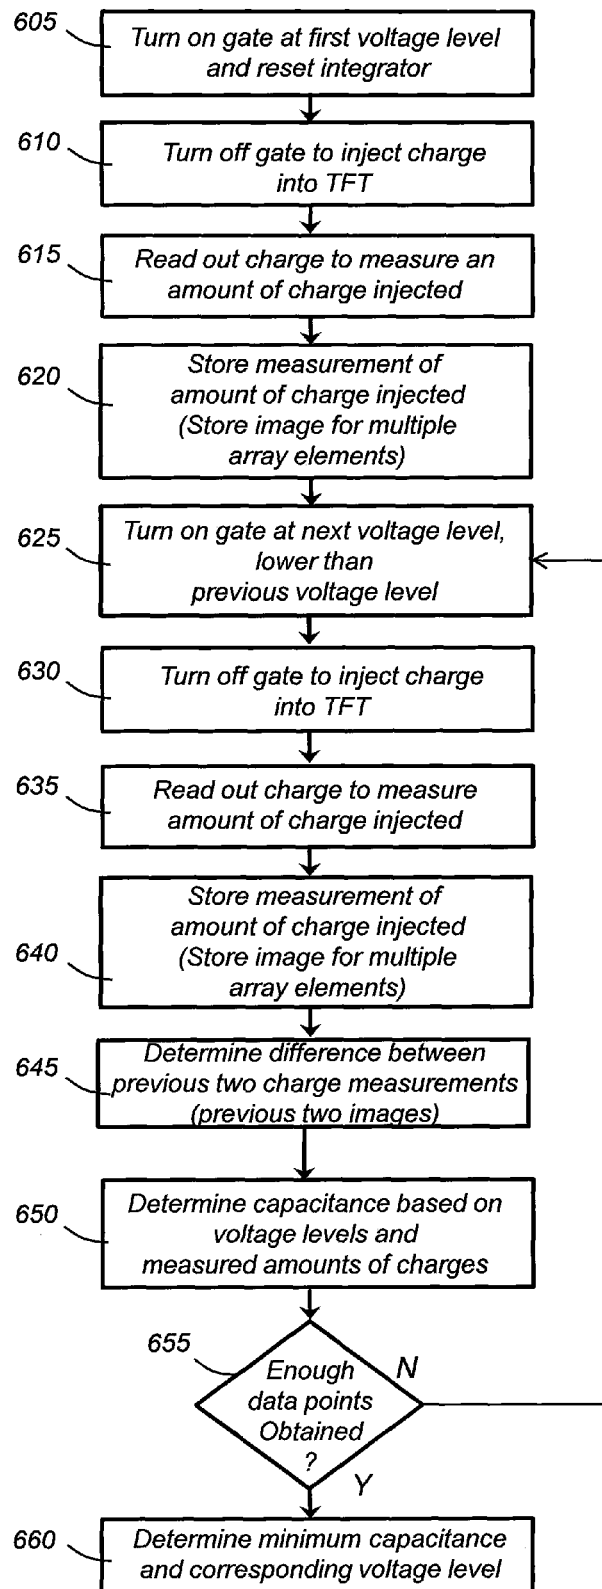 605
Turn on gate at first voltage level
and reset integrator
610
Turn off gate to inject charge
into TFT
615
Read out charge to measure an
amount of charge injected
620
Store measurement of
amount of charge injected
(Store image for multiple
array elements)
625
Turn on gate at next voltage level,
lower than
previous voltage level
630
Turn off gate to inject charge
into TFT
635
Read out charge to measure
amount of charge injected
640
Store measurement of
amount of charge injected
(Store image for multiple
array elements)
645
Determine difference between
previous two charge measurements
(previous two images)
650
Determine capacitance based on
voltage levels and
measured amounts of charges
655
Enough
data points
Obtained
?
N
Y
660
Determine minimum capacitance
and corresponding voltage level